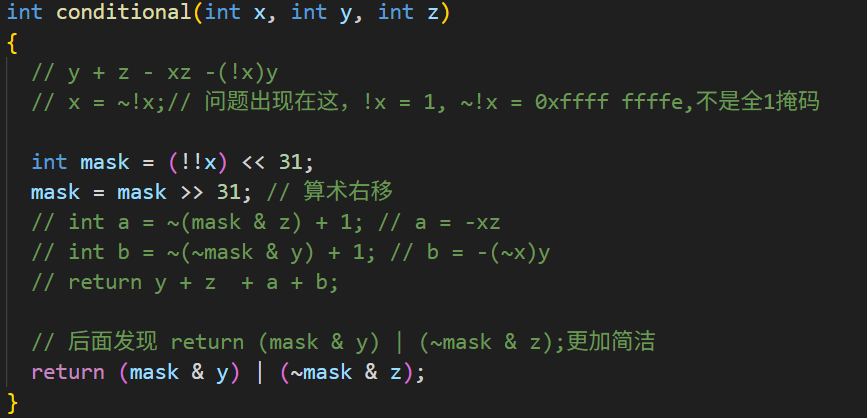 int conditional(int x, int y, int z)
{
// y + z - xz -(!x)y
// x = ~!x;// 问题出现在这，!x = 1, ~!x = 0xffff ffffe,不是全1掩码
int mask = (!!x) << 31;
mask = mask >> 31; // 算术右移
// int a = ~(mask & z) + 1; // a = -xz
// int b = ~(~mask & y) + 1; // b = -(~x)y
// return y + z  + a + b;
// 后面发现 return (mask & y) | (~mask & z);更加简洁
return (mask & y) | (~mask & z);
}